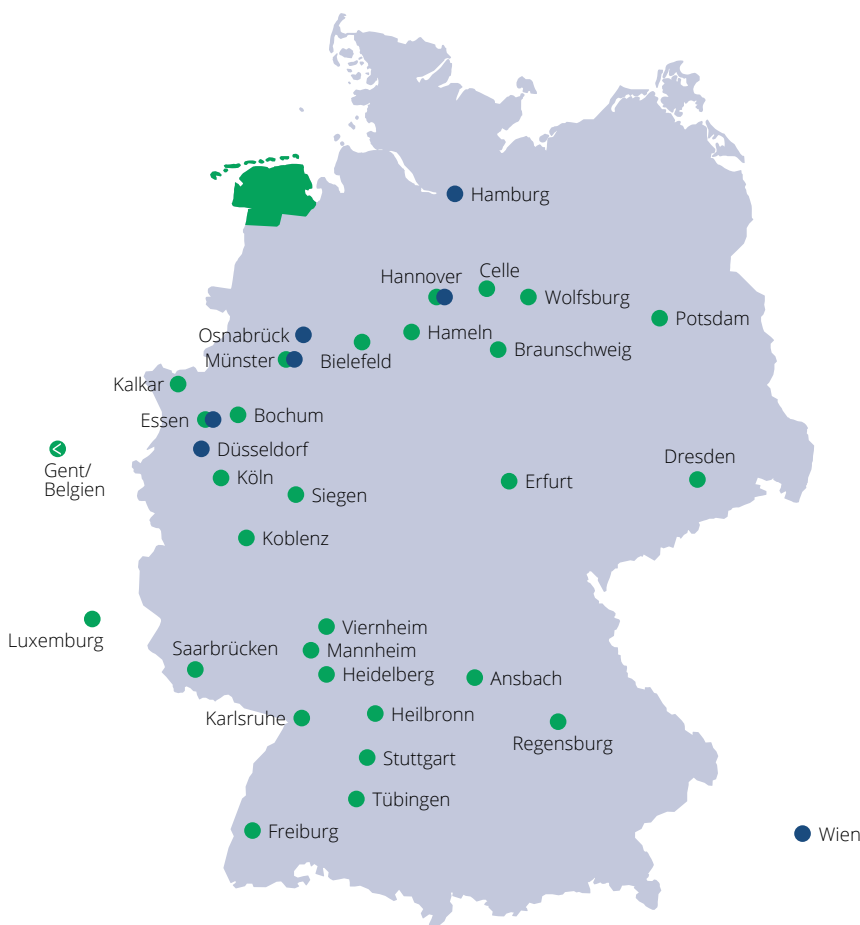 Hamburg
Hannover
Celle
Wolfsburg
Potsdam
Osnabrück
Hameln
Münster
Bielefeld
Braunschweig
Kalkar
Essen
Bochum
Düsseldorf
Gent/
Belgien
Köln
Siegen
Erfurt
Dresden
Koblenz
Luxemburg
Viernheim
Saarbrücken
Mannheim
Heidelberg
Ansbach
Karlsruhe
Heilbronn
Regensburg
Stuttgart
Tübingen
Freiburg
Wien